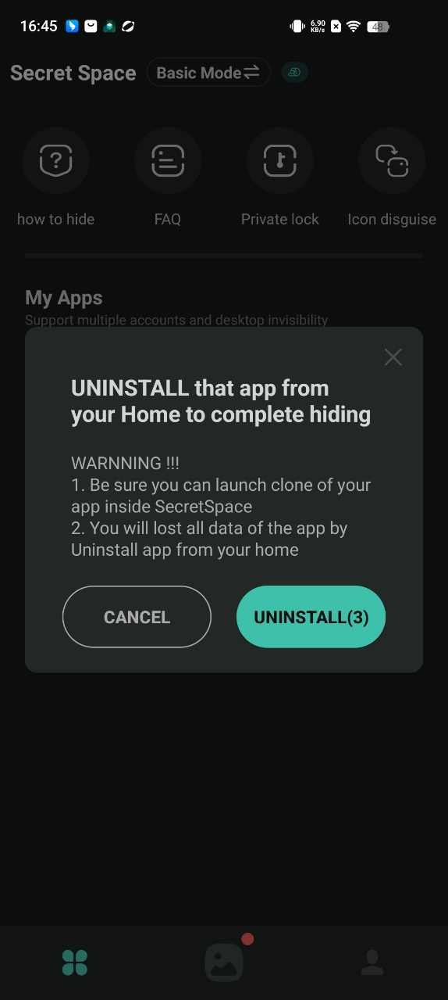 16:45
6.90
KB/s
48
Secret Space
Basic Mode
how to hide
FAQ
Private lock
Icon disguise
My Apps
Support multiple accounts and desktop invisibility
UNINSTALL that app from
your Home to complete hiding
WARNNING !!!
1. Be sure you can launch clone of your
app inside SecretSpace
2. You will lost all data of the app by
Uninstall app from your home
CANCEL
UNINSTALL(3)